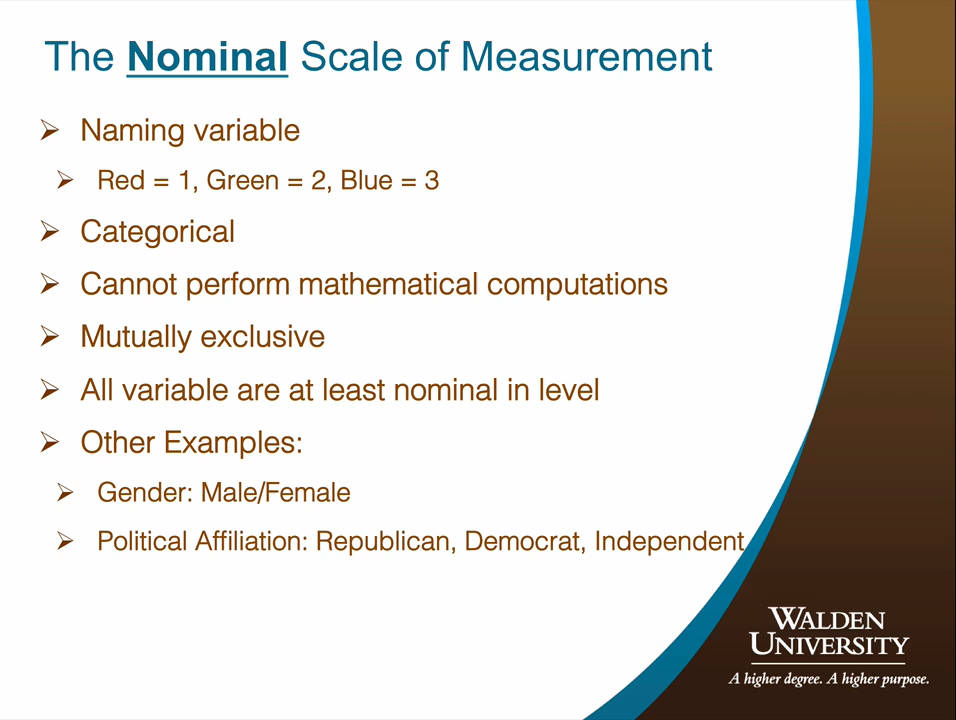 The Nominal Scale of Measurement
Naming variable
Red = 1, Green = 2, Blue = 3
Categorical
Cannot perform mathematical computations
Mutually exclusive
All variable are at least nominal in level
Other Examples:
Gender: Male/Female
Political Affiliation: Republican, Democrat, Independent
WALDEN
UNIVERSITY
A higher degree. A higher purpose.